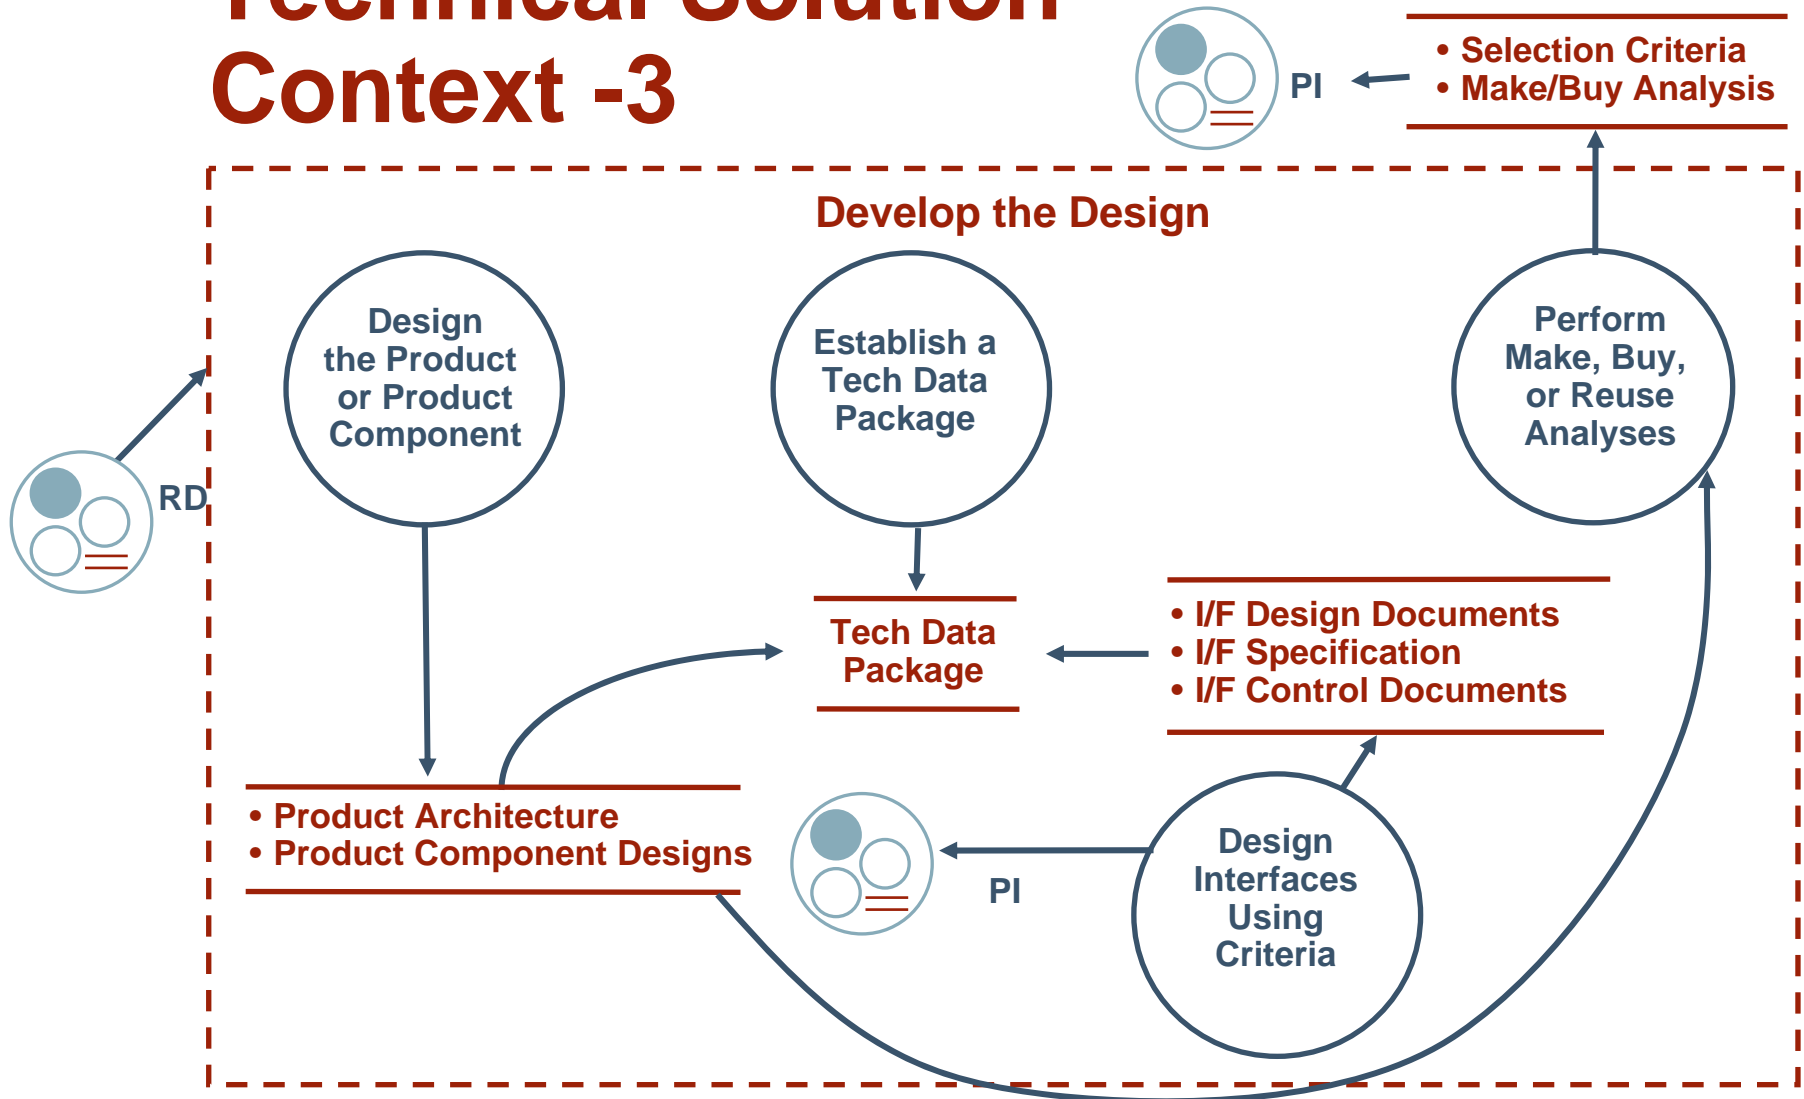 Technical Solution
Context -3
PI
• Selection Criteria
• Make/Buy Analysis
Develop the Design
Design
the Product
or Product
Component
Establish a
Tech Data
Package
Perform
Make, Buy,
or Reuse
Analyses
RD
Tech Data
Package
• I/F Design Documents
• I/F Specification
• I/F Control Documents
• Product Architecture
• Product Component Designs
PI
Design
Interfaces
Using
Criteria